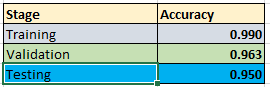 Stage Accuracy
Training 0.990
Validation 0.963
Testing 0.950